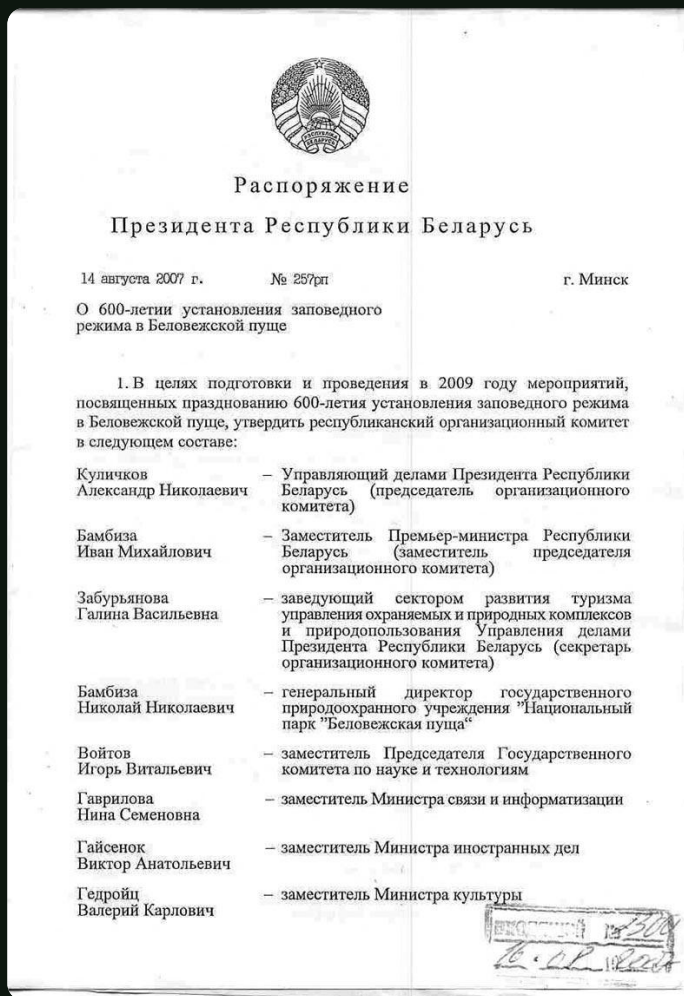 РЭСПУБЛІКА
БЕЛАРУСЬ
Распоряжение
Президента Республики Беларусь
14 августа 2007 г. № 257рп г. Минск
О 600-летии установления заповедного
режима в Беловежской пуще
1. В целях подготовки и проведения в 2009 году мероприятий,
посвященных празднованию 600-летия установления заповедного режима
в Беловежской пуще, утвердить республиканский организационный комитет
в следующем составе:
Куличков – Управляющий делами Президента Республики
Александр Николаевич Беларусь (председатель организационного
комитета)
Бамбиза – Заместитель Премьер-министра Республики
Иван Михайлович Беларусь (заместитель председателя
организационного комитета)
Забурьянова – заведующий сектором развития туризма
Галина Васильевна управления охраняемых и природных комплексов
и природопользования Управления делами
Президента Республики Беларусь (секретарь
организационного комитета)
Бамбиза – генеральный директор государственного
Николай Николаевич природоохранного учреждения ”Национальный
парк ”Беловежская пуща“
Войтов – заместитель Председателя Государственного
Игорь Витальевич комитета по науке и технологиям
Гаврилова – заместитель Министра связи и информатизации
Нина Семеновна
Гайсенок – заместитель Министра иностранных дел
Виктор Анатольевич
Гедройц – заместитель Министра культуры
Валерий Карлович
ВХОДЯЩИЙ №